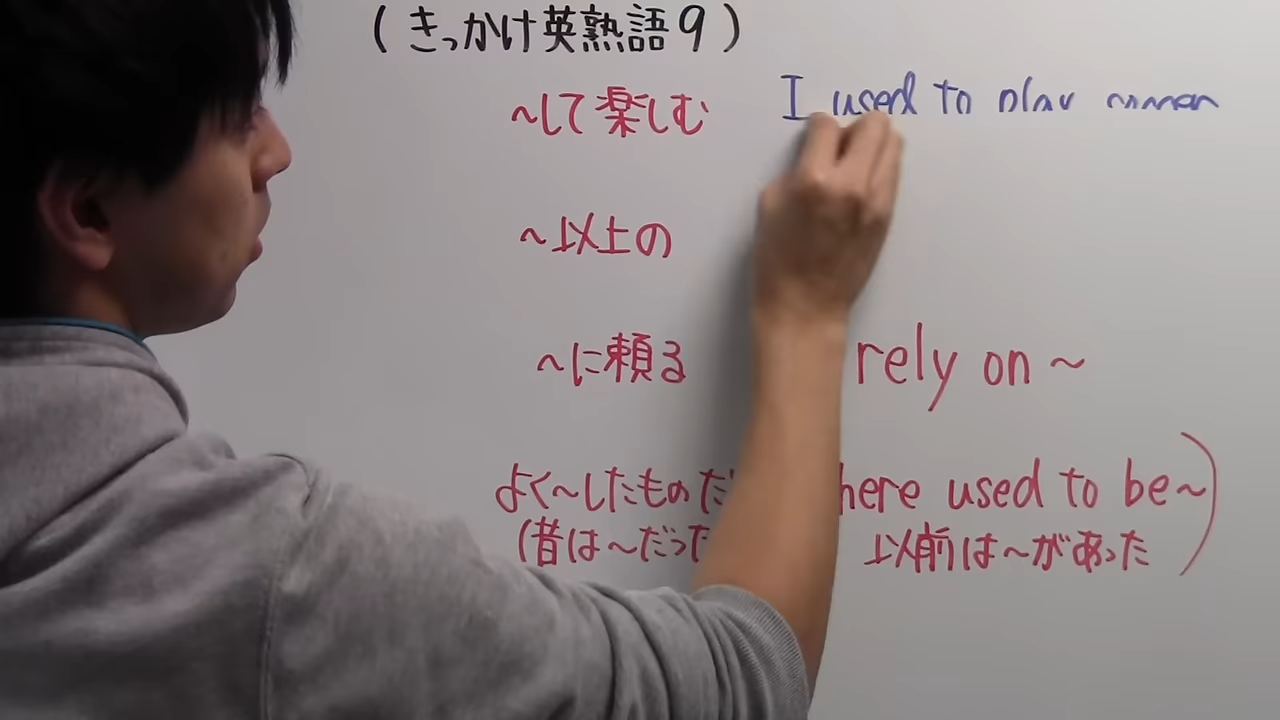 (きっかけ英熟語9)
～して楽しむ
I used to play
～以上の
～に頼る rely on ～
よく～したものだ here used to be～)
(昔は～だった 以前は～があった